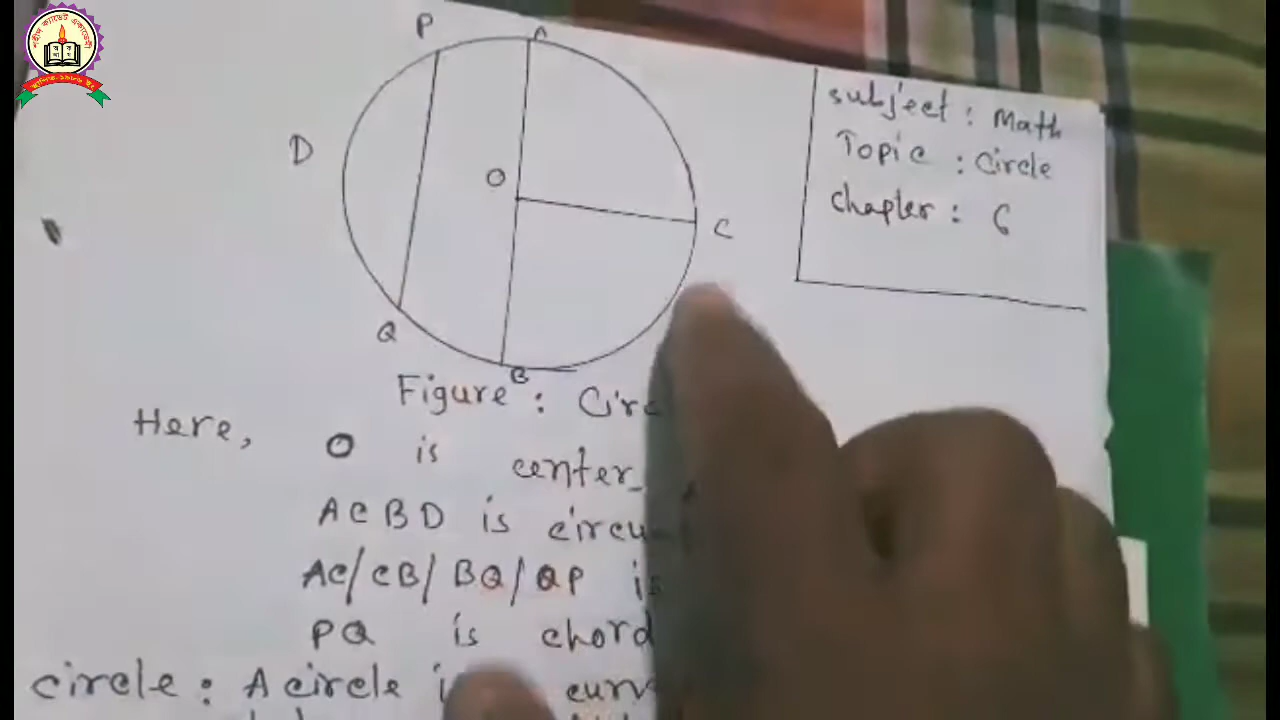 P
A
D
O
C
Q
B
subject : Math
Topic : Circle
chapter : 6
Figure : Circ
Here, O is center
ACBD is circu
AC/CB/BQ/QP is
PQ is chord
circle : A circle i curv